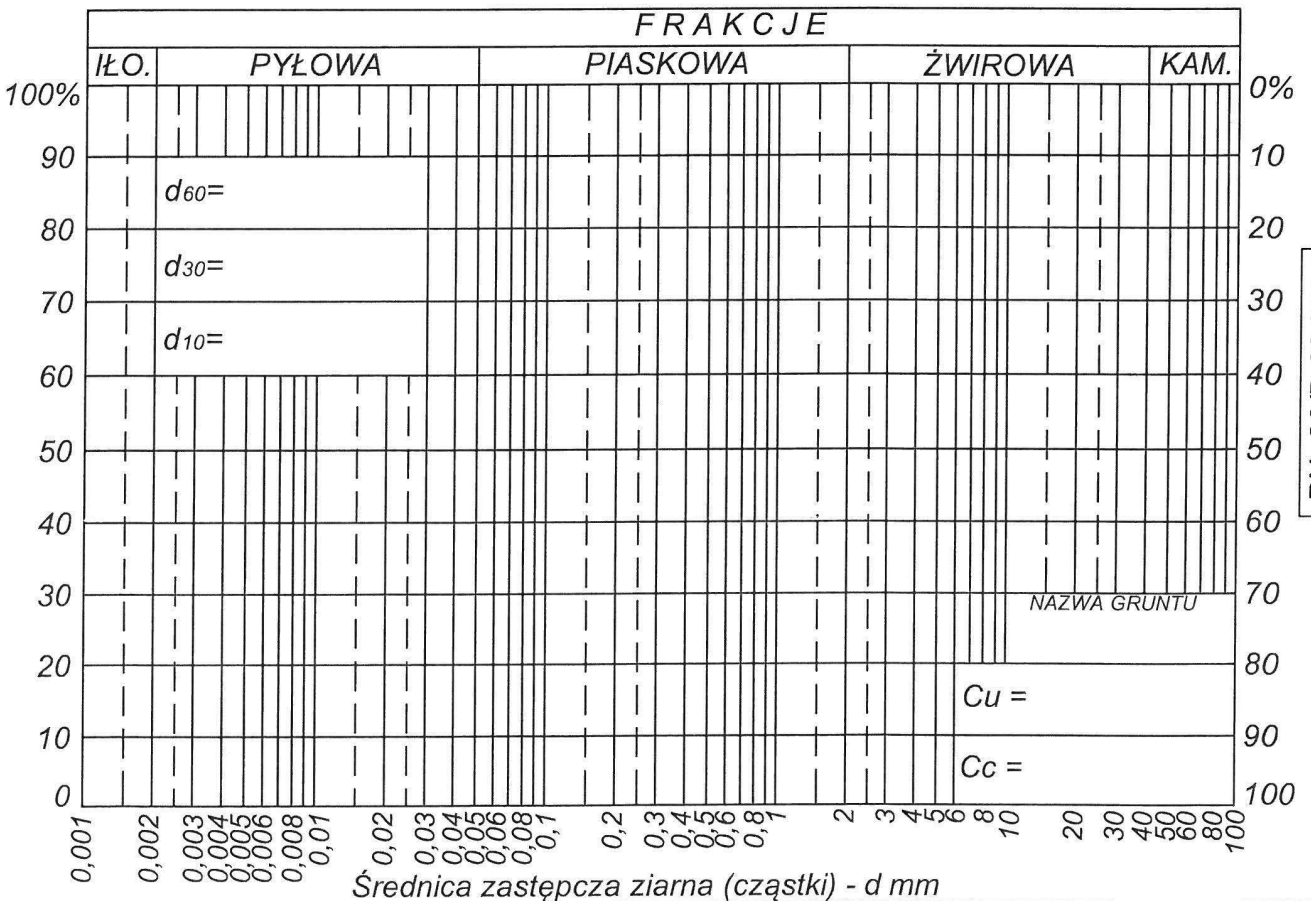 FRAKCJE
IŁO. PYŁOWA PIASKOWA ŻWIROWA KAM.
100% 0%
90 10
d60=
80 20
d30=
70 30
d10=
60 40
50 50
40 60
30 70
NAZWA GRUNTU
20 80
Cu =
10 90
Cc =
0 100
0,001 0,002 0,003 0,004 0,005 0,006 0,008 0,01 0,02 0,03 0,04 0,05 0,06 0,08 0,1 0,2 0,3 0,4 0,5 0,6 0,8 1 2 3 4 5 6 8 10 20 30 40 50 60 80 100
Średnica zastępcza ziarna (cząstki) - d mm